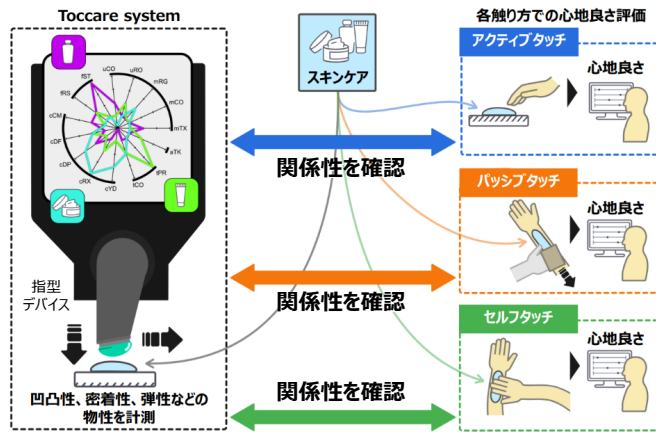 Toccare system
fST
uCO
uRO
mRG
mCO
mTX
aTK
tPR
tCO
cYD
cRX
cDP
cDF
cCM
fRS
指型
デバイス
凹凸性、密着性、弾性などの
物性を計測
スキンケア
関係性を確認
関係性を確認
関係性を確認
各触り方での心地良さ評価
アクティブタッチ
心地良さ
パッシブタッチ
心地良さ
セルフタッチ
心地良さ